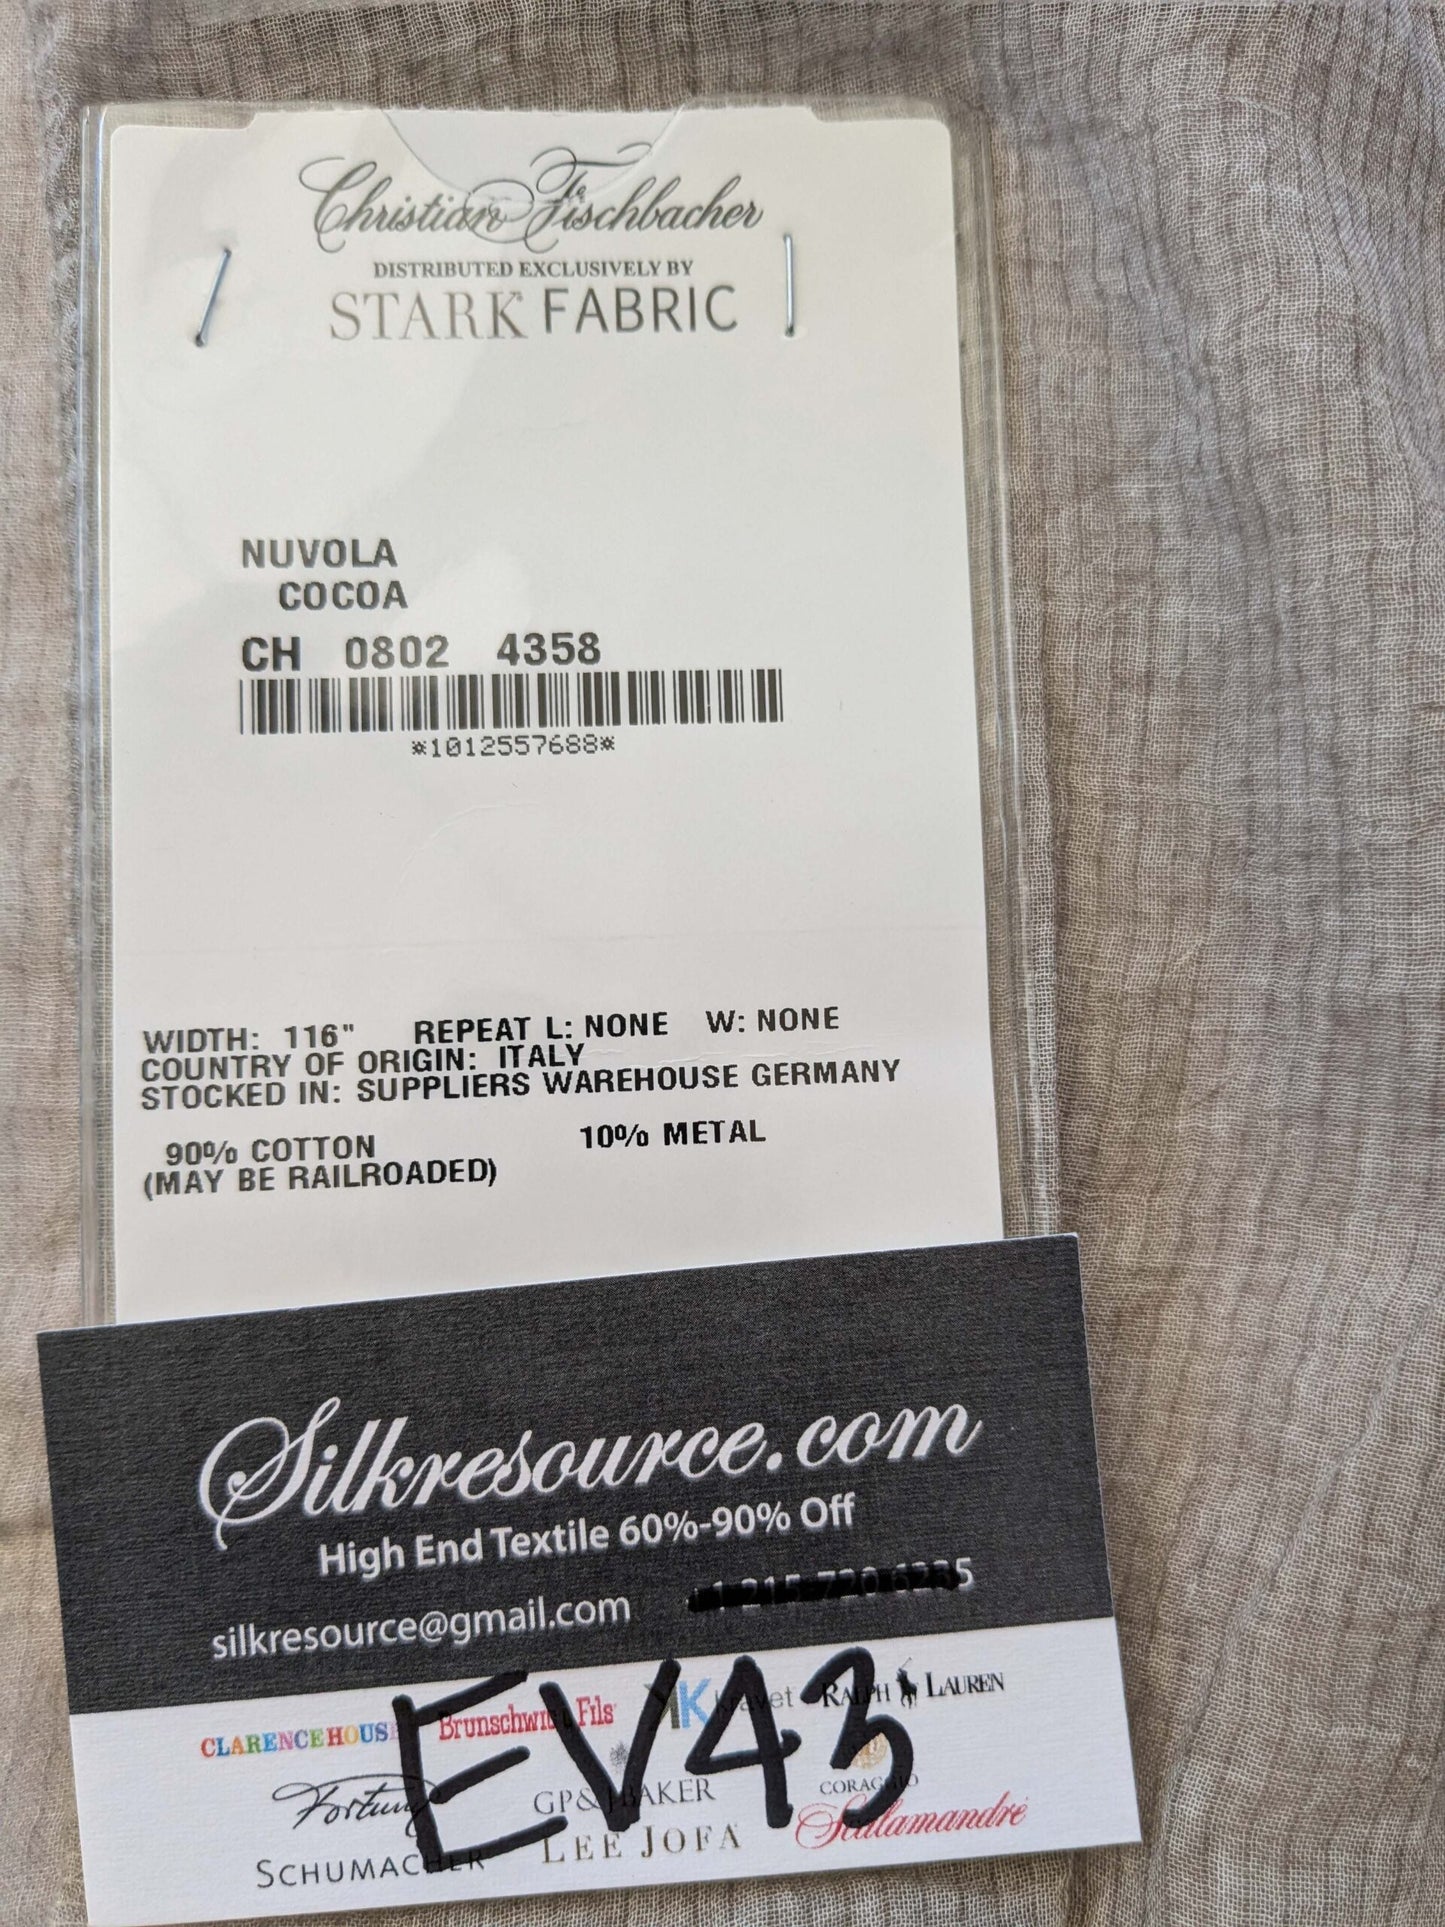 Christian Fischbacher
DISTRIBUTED EXCLUSIVELY BY
STARK FABRIC
NUVOLA
COCOA
CH 0802 4358
*1012557688*
WIDTH: 116" REPEAT L: NONE W: NONE
COUNTRY OF ORIGIN: ITALY
STOCKED IN: SUPPLIERS WAREHOUSE GERMANY
90% COTTON 10% METAL
(MAY BE RAILROADED)
Silkresource.com
High End Textile 60%-90% Off
silkresource@gmail.com
EV43
CLARENCE HOUSE Brunschwig & Fils kravet RALPH LAUREN
Fortuny GP&J BAKER CORAGGIO
SCHUMACHER LEE JOFA Scalamandré